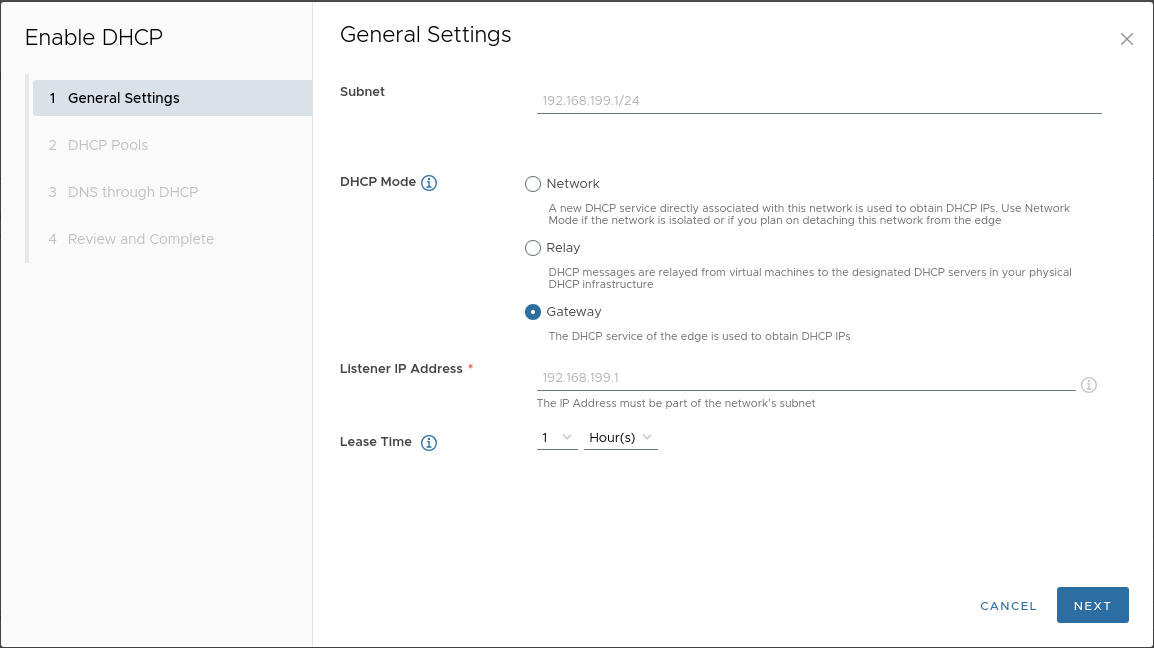 Enable DHCP
1 General Settings
2 DHCP Pools
3 DNS through DHCP
4 Review and Complete
General Settings
Subnet
192.168.199.1/24
DHCP Mode
Network
A new DHCP service directly associated with this network is used to obtain DHCP IPs. Use Network
Mode if the network is isolated or if you plan on detaching this network from the edge
Relay
DHCP messages are relayed from virtual machines to the designated DHCP servers in your physical
DHCP infrastructure
Gateway
The DHCP service of the edge is used to obtain DHCP IPs
Listener IP Address *
192.168.199.1
The IP Address must be part of the network's subnet
Lease Time
1 Hour(s)
CANCEL NEXT